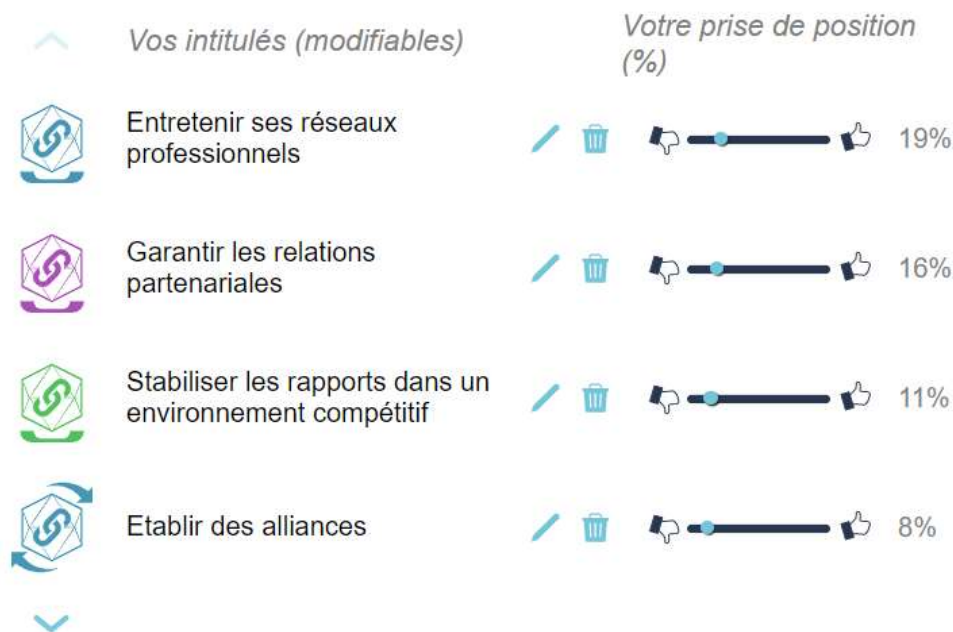 Vos intitulés (modifiables)
Votre prise de position
(%)
Entretenir ses réseaux
professionnels
19%
Garantir les relations
partenariales
16%
Stabiliser les rapports dans un
environnement compétitif
11%
Etablir des alliances
8%